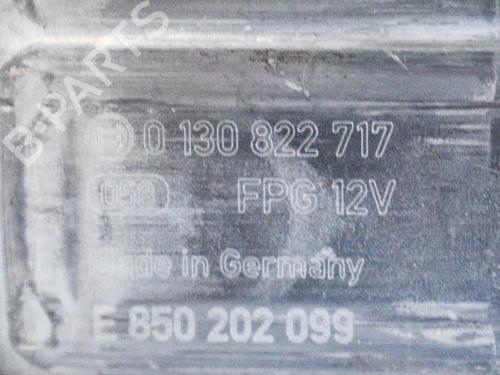 B-PARTS
0 130 822 717
058 FPG 12V
Made in Germany
E 850 202 099